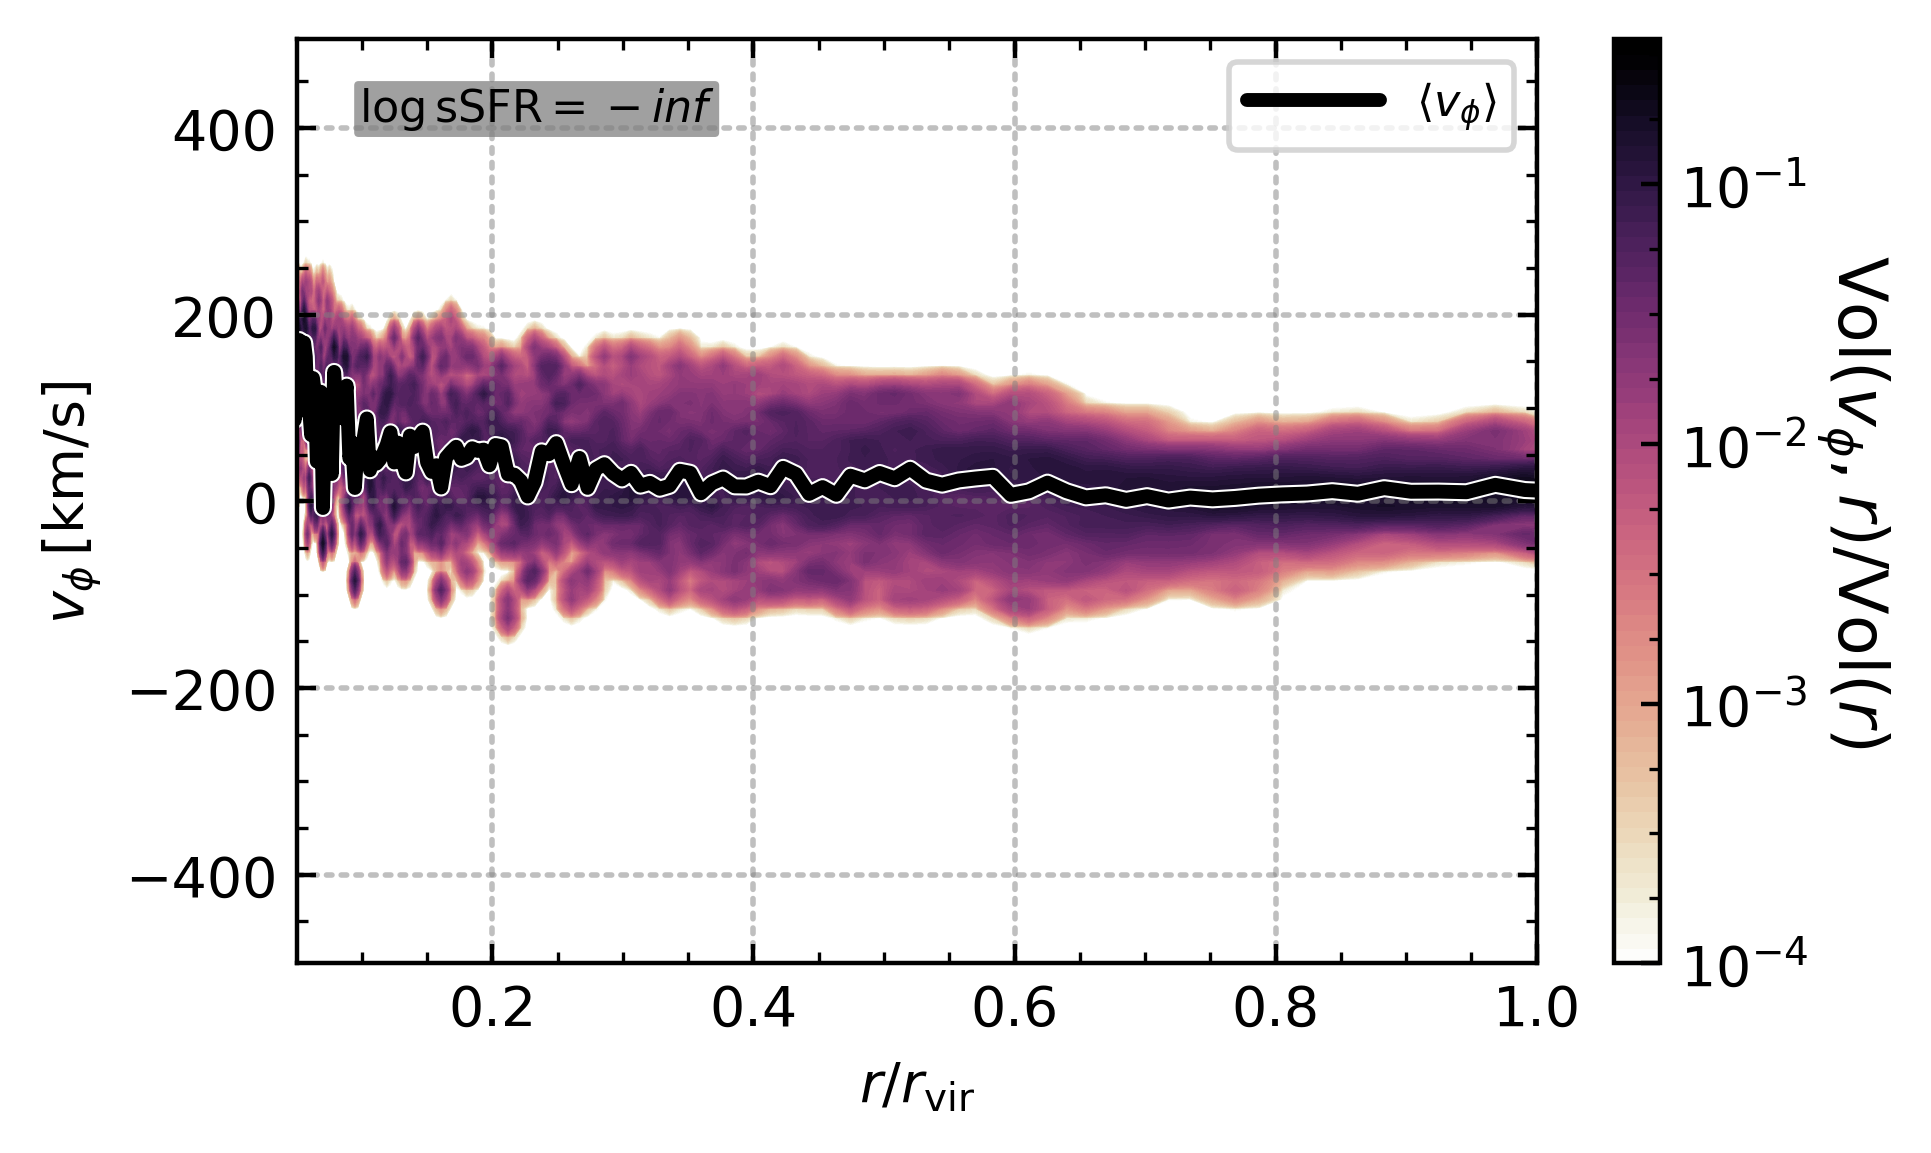 log sSFR = − inf
⟨v_ϕ⟩
400
200
0
−200
−400
v_ϕ [km/s]
0.2 0.4 0.6 0.8 1.0
r/r_vir
10⁻¹
10⁻²
10⁻³
10⁻⁴
Vol(v_ϕ, r)/Vol(r)